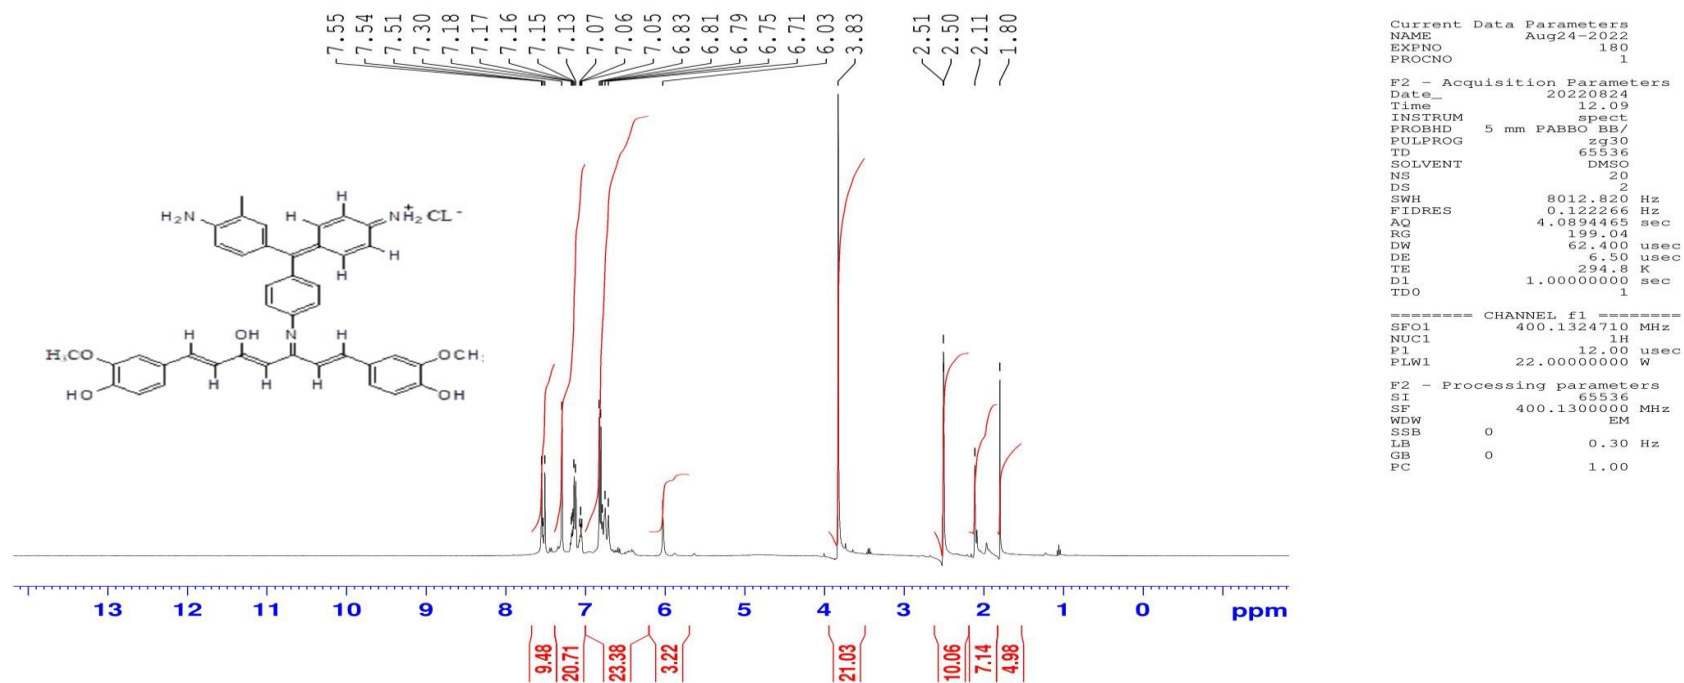 7.55
7.54
7.51
7.30
7.18
7.17
7.16
7.15
7.13
7.07
7.06
7.05
6.83
6.81
6.79
6.75
6.71
6.03
3.83
2.51
2.50
2.11
1.80
H₂N
H
H
NH₂ + CL -
H
H
H
OH
N
H
H₃CO
OCH₃
H
H
H
HO
OH
13 12 11 10 9 8 7 6 5 4 3 2 1 0 ppm
9.48
20.71
23.38
3.22
21.03
10.06
7.14
4.98
Current Data Parameters
NAME Aug24-2022
EXPNO 180
PROCNO 1
F2 - Acquisition Parameters
Date_ 20220824
Time 12.09
INSTRUM spect
PROBHD 5 mm PABBO BB/
PULPROG zg30
TD 65536
SOLVENT DMSO
NS 20
DS 2
SWH 8012.820 Hz
FIDRES 0.122266 Hz
AQ 4.0894465 sec
RG 199.04
DW 62.400 usec
DE 6.50 usec
TE 294.8 K
D1 1.00000000 sec
TD0 1
======== CHANNEL f1 ========
SFO1 400.1324710 MHz
NUC1 1H
P1 12.00 usec
PLW1 22.00000000 W
F2 - Processing parameters
SI 65536
SF 400.1300000 MHz
WDW EM
SSB 0
LB 0.30 Hz
GB 0
PC 1.00